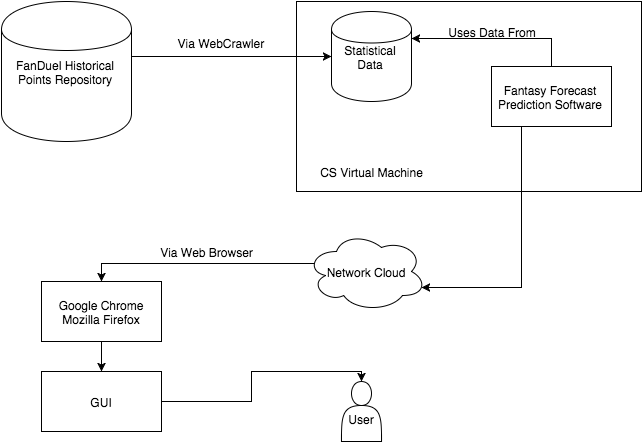 Via WebCrawler
Uses Data From
FanDuel Historical
Points Repository
Statistical
Data
Fantasy Forecast
Prediction Software
CS Virtual Machine
Via Web Browser
Network Cloud
Google Chrome
Mozilla Firefox
GUI
User